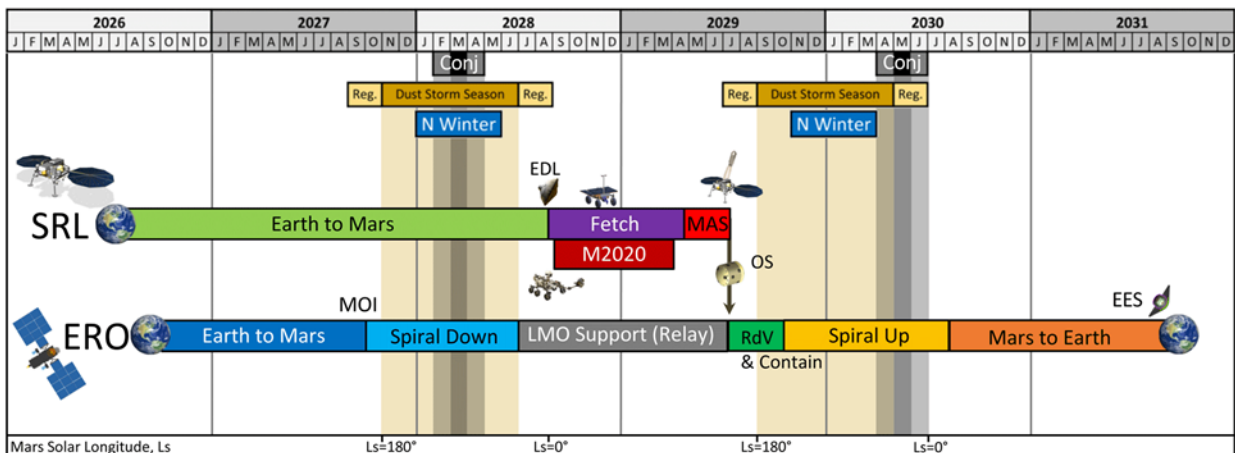 2026 2027 2028 2029 2030 2031
J F M A M J J A S O N D J F M A M J J A S O N D J F M A M J J A S O N D J F M A M J J A S O N D J F M A M J J A S O N D J F M A M J J A S O N D
Conj Conj
Reg. Dust Storm Season Reg. Reg. Dust Storm Season Reg.
N Winter N Winter
EDL
SRL Earth to Mars Fetch MAS
M2020
OS
MOI EES
ERO Earth to Mars Spiral Down LMO Support (Relay) RdV Spiral Up Mars to Earth
& Contain
Mars Solar Longitude, Ls Ls=180° Ls=0° Ls=180° Ls=0°